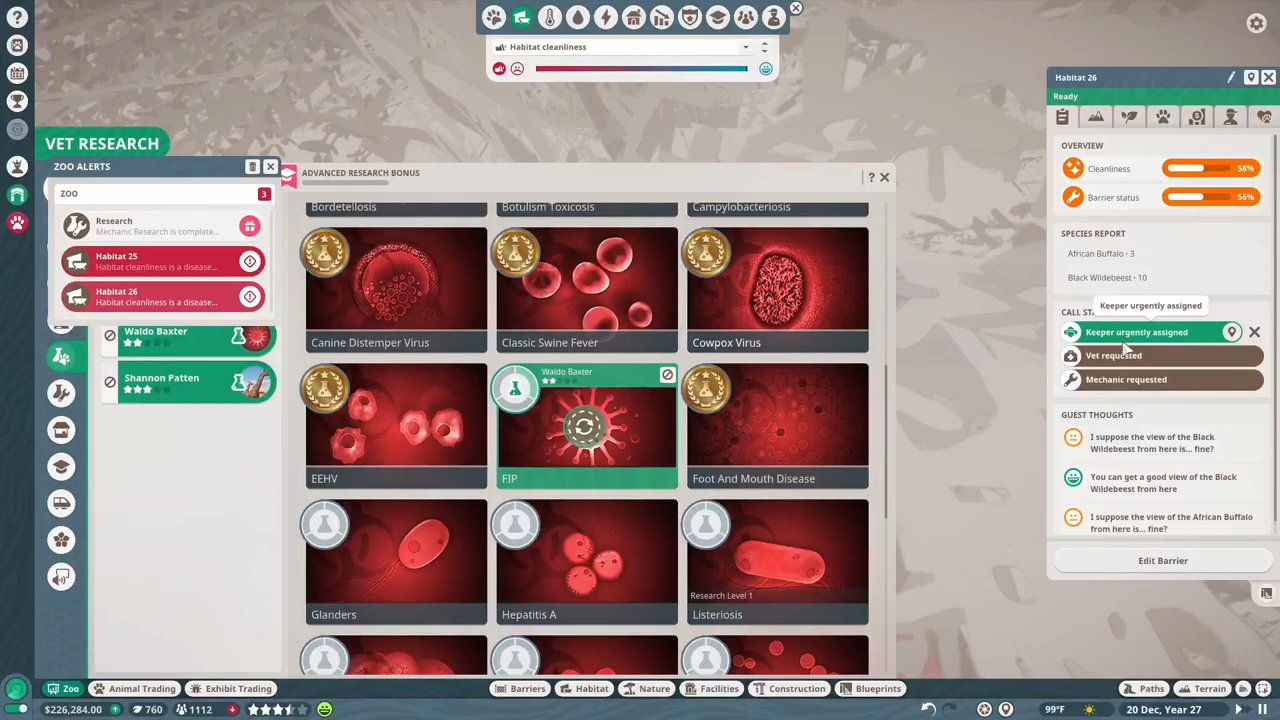 Habitat cleanliness
VET RESEARCH
ZOO ALERTS
ZOO
3
Research
Mechanic Research is complete...
Habitat 25
Habitat cleanliness is a disease...
Habitat 26
Habitat cleanliness is a disease...
Waldo Baxter
Shannon Patten
ADVANCED RESEARCH BONUS
?
Bordetellosis
Botulism Toxicosis
Campylobacteriosis
Canine Distemper Virus
Classic Swine Fever
Cowpox Virus
EEHV
Waldo Baxter
FIP
Foot And Mouth Disease
Glanders
Hepatitis A
Research Level 1
Listeriosis
Habitat 26
Ready
OVERVIEW
Cleanliness
58%
Barrier status
56%
SPECIES REPORT
African Buffalo · 3
Black Wildebeest · 10
Keeper urgently assigned
CALL STA
Keeper urgently assigned
Vet requested
Mechanic requested
GUEST THOUGHTS
I suppose the view of the Black
Wildebeest from here is... fine?
You can get a good view of the Black
Wildebeest from here
I suppose the view of the African Buffalo
from here is... fine?
Edit Barrier
Zoo
Animal Trading
Exhibit Trading
Barriers
Habitat
Nature
Facilities
Construction
Blueprints
Paths
Terrain
$226,284.00
760
1112
99°F
20 Dec, Year 27